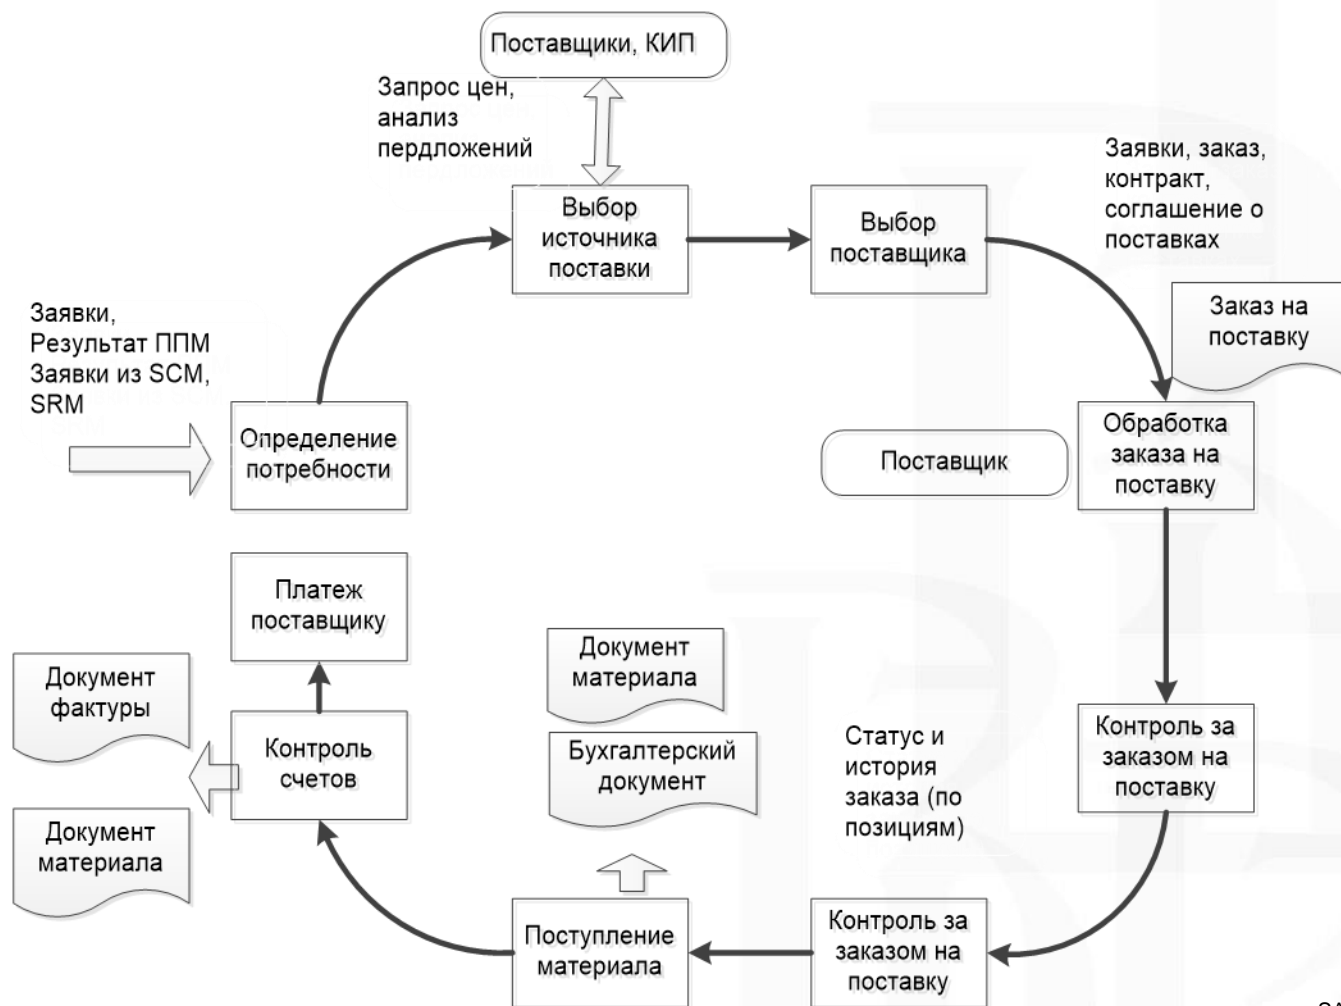 Поставщики, КИП
Запрос цен,
анализ
пердложений
Выбор
источника
поставки
Выбор
поставщика
Заявки, заказ,
контракт,
соглашение о
поставках
Заказ на
поставку
Заявки,
Результат ППМ
Заявки из SCM,
SRM
Определение
потребности
Поставщик
Обработка
заказа на
поставку
Платеж
поставщику
Документ
фактуры
Контроль
счетов
Документ
материала
Документ
материала
Бухгалтерский
документ
Статус и
история
заказа (по
позициям)
Контроль за
заказом на
поставку
Поступление
материала
Контроль за
заказом на
поставку